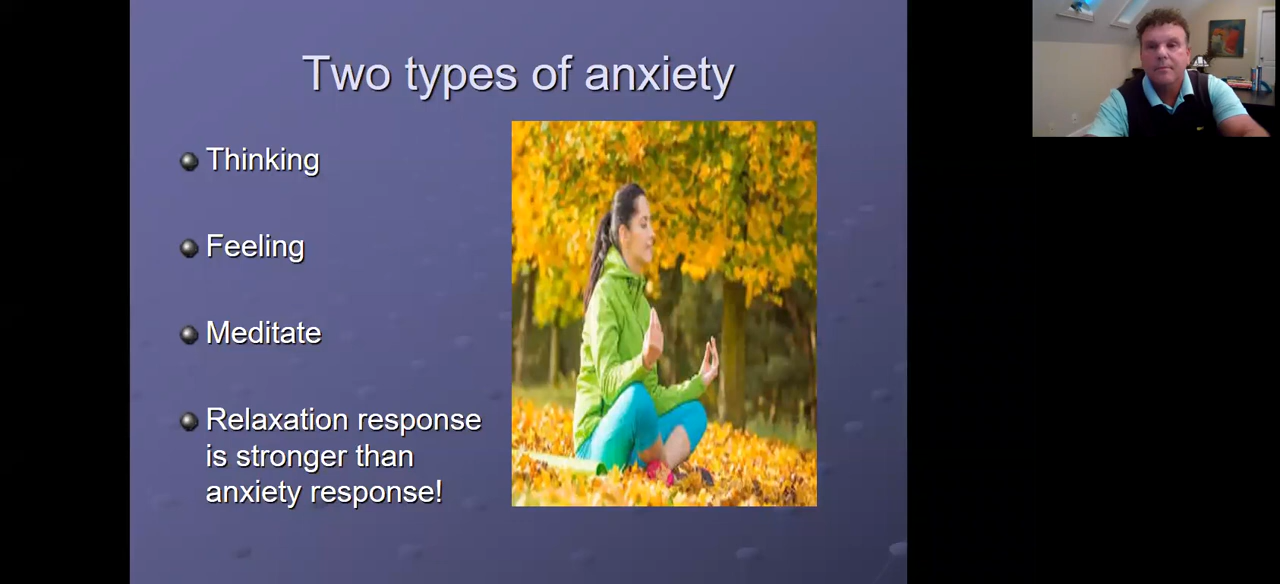 Two types of anxiety
Thinking
Feeling
Meditate
Relaxation response
is stronger than
anxiety response!